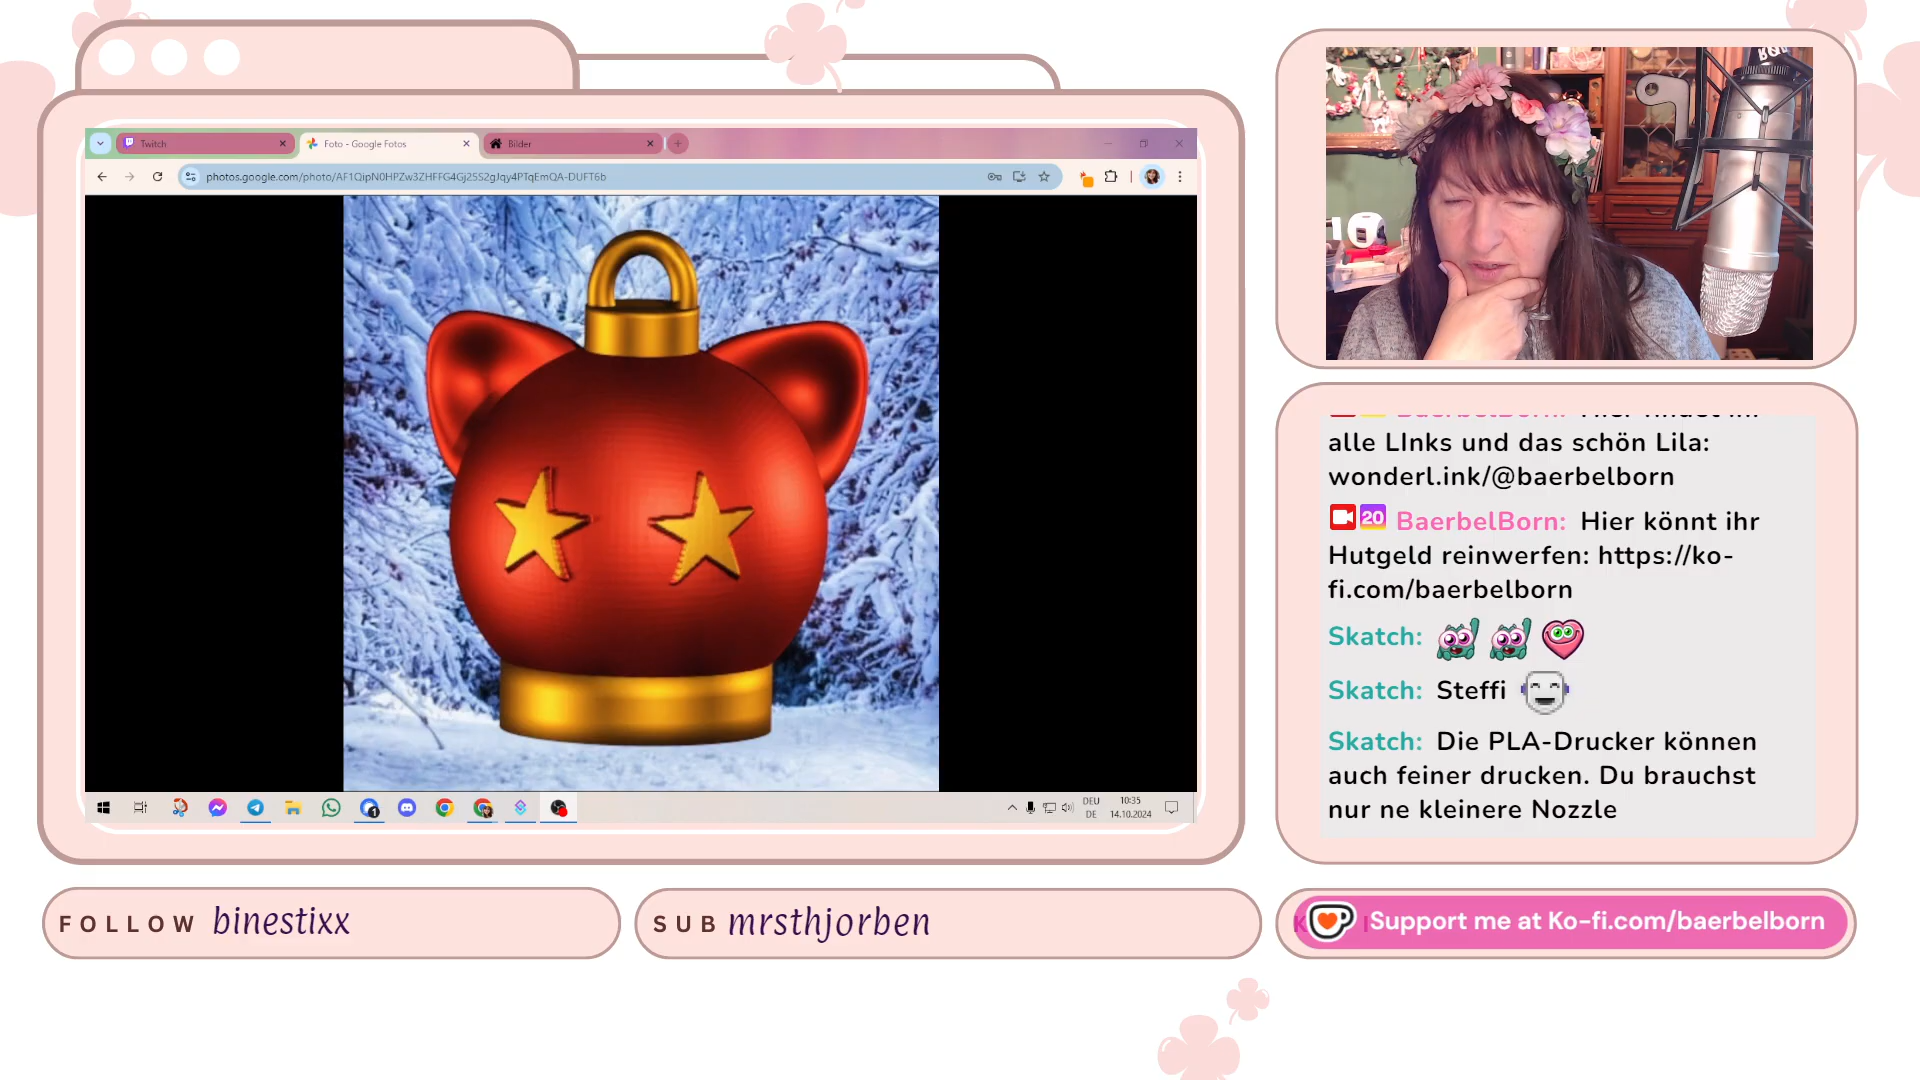 Twitch
Foto - Google Fotos
Bilder
photos.google.com/photo/AF1QipN0HPZw3ZHFFG4Gj25S2gJqy4PTqEmQA-DUFT6b
DEU
DE
10:35
14.10.2024
alle LInks und das schön Lila:
wonderl.ink/@baerbelborn
20 BaerbelBorn: Hier könnt ihr
Hutgeld reinwerfen: https://ko-
fi.com/baerbelborn
Skatch:
Skatch: Steffi
Skatch: Die PLA-Drucker können
auch feiner drucken. Du brauchst
nur ne kleinere Nozzle
FOLLOW binestixx
SUB mrsthjorben
Support me at Ko-fi.com/baerbelborn